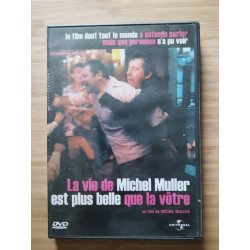 le film dont tout le monde a entendu parler
mais que personne n'a pu voir
La vie de Michel Muller
est plus belle que la vôtre
un film de MICHEL MULLER
DVD
UNIVERSAL